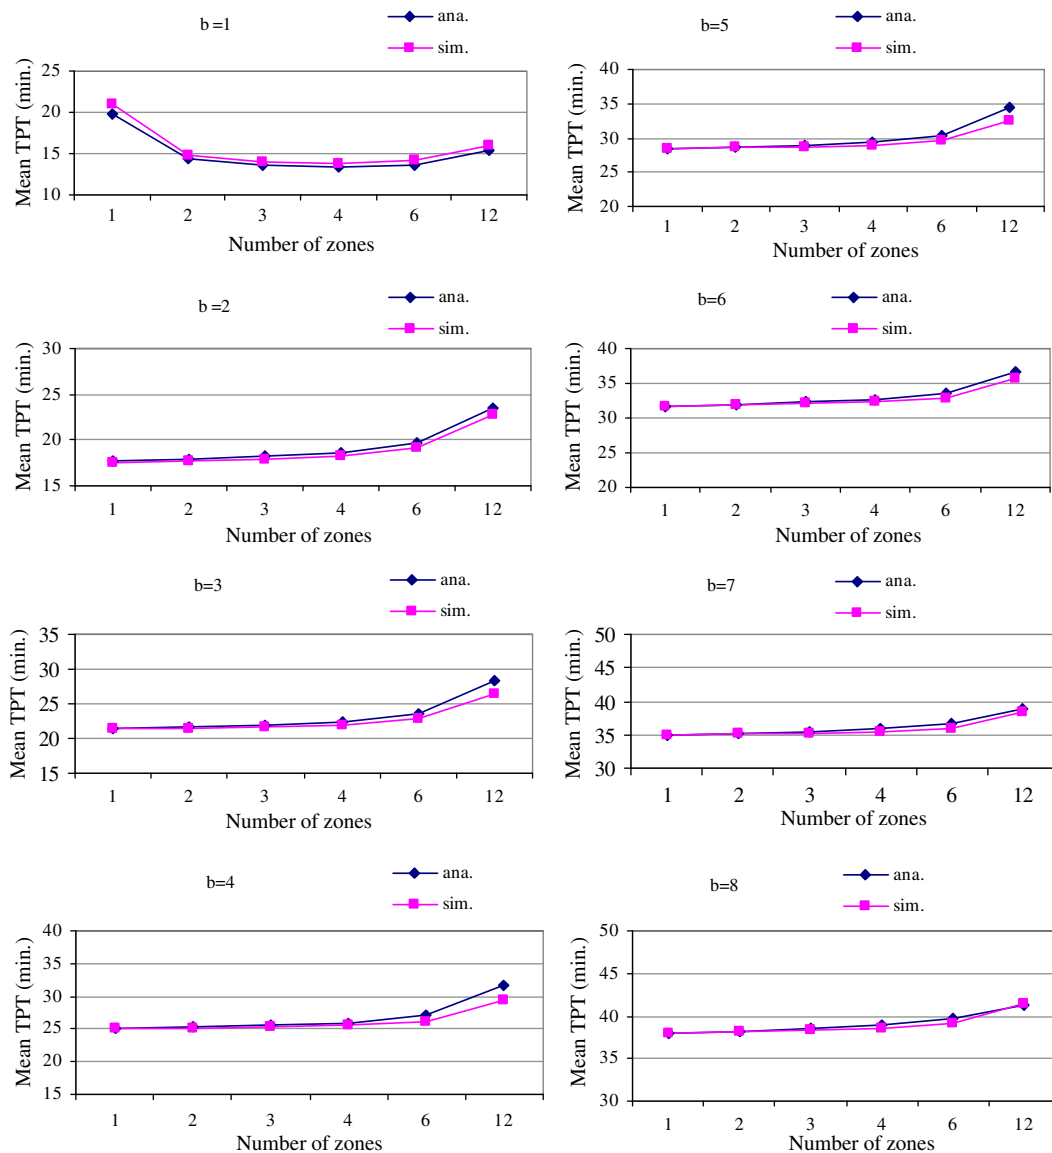 b =1
ana.
sim.
Mean TPT (min.)
25
20
15
10
1 2 3 4 6 12
Number of zones
b=5
ana.
sim.
Mean TPT (min.)
40
35
30
25
20
1 2 3 4 6 12
Number of zones
b =2
ana.
sim.
Mean TPT (min.)
30
25
20
15
1 2 3 4 6 12
Number of zones
b=6
ana.
sim.
Mean TPT (min.)
40
35
30
25
20
1 2 3 4 6 12
Number of zones
b=3
ana.
sim.
Mean TPT (min.)
35
30
25
20
15
1 2 3 4 6 12
Number of zones
b=7
ana.
sim.
Mean TPT (min.)
50
45
40
35
30
1 2 3 4 6 12
Number of zones
b=4
ana.
sim.
Mean TPT (min.)
40
35
30
25
20
15
1 2 3 4 6 12
Number of zones
b=8
ana.
sim.
Mean TPT (min.)
50
45
40
35
30
1 2 3 4 6 12
Number of zones